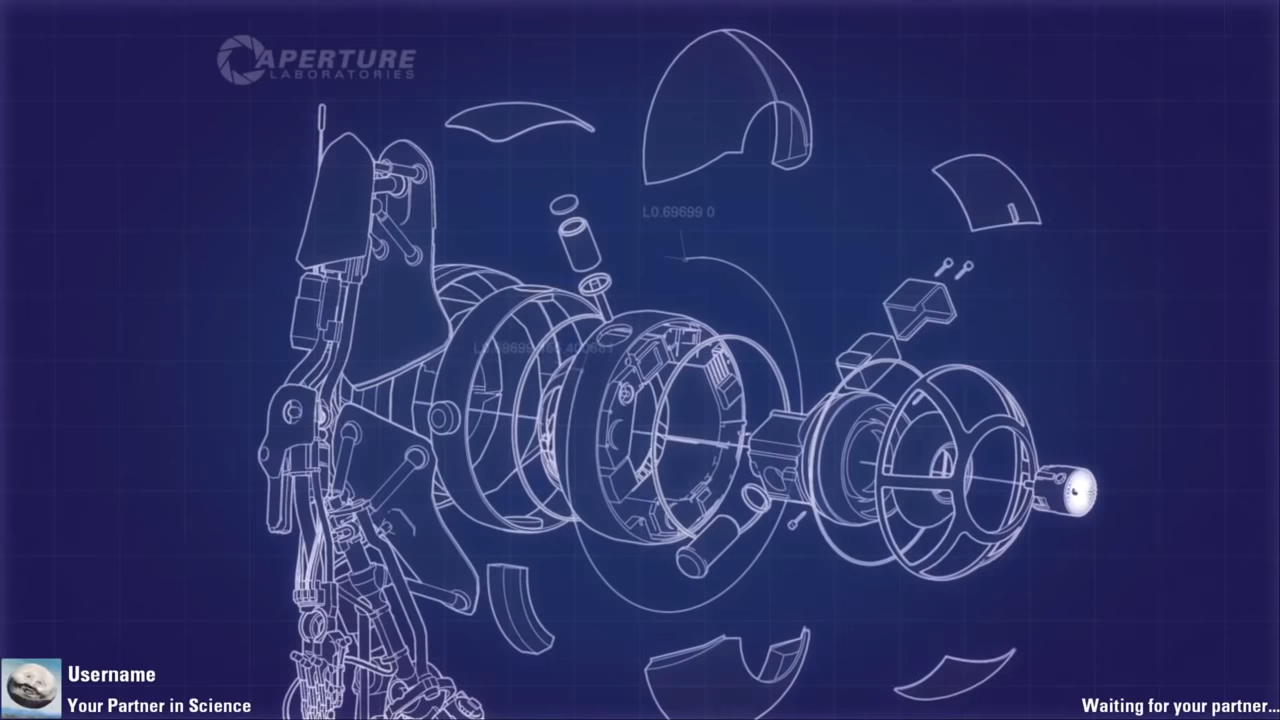 APERTURE
LABORATORIES
L0.69699 0
Username
Your Partner in Science
Waiting for your partner...